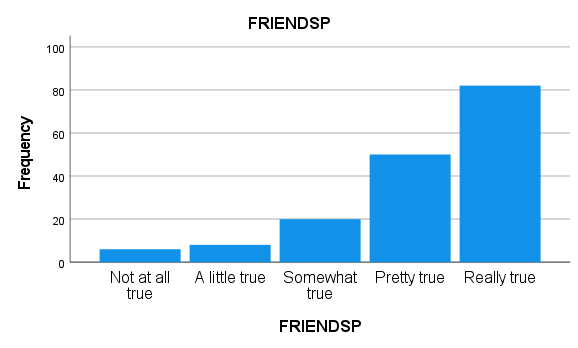 FRIENDSP
100
80
60
40
20
0
Frequency
Not at all
true
A little true
Somewhat
true
Pretty true
Really true
FRIENDSP